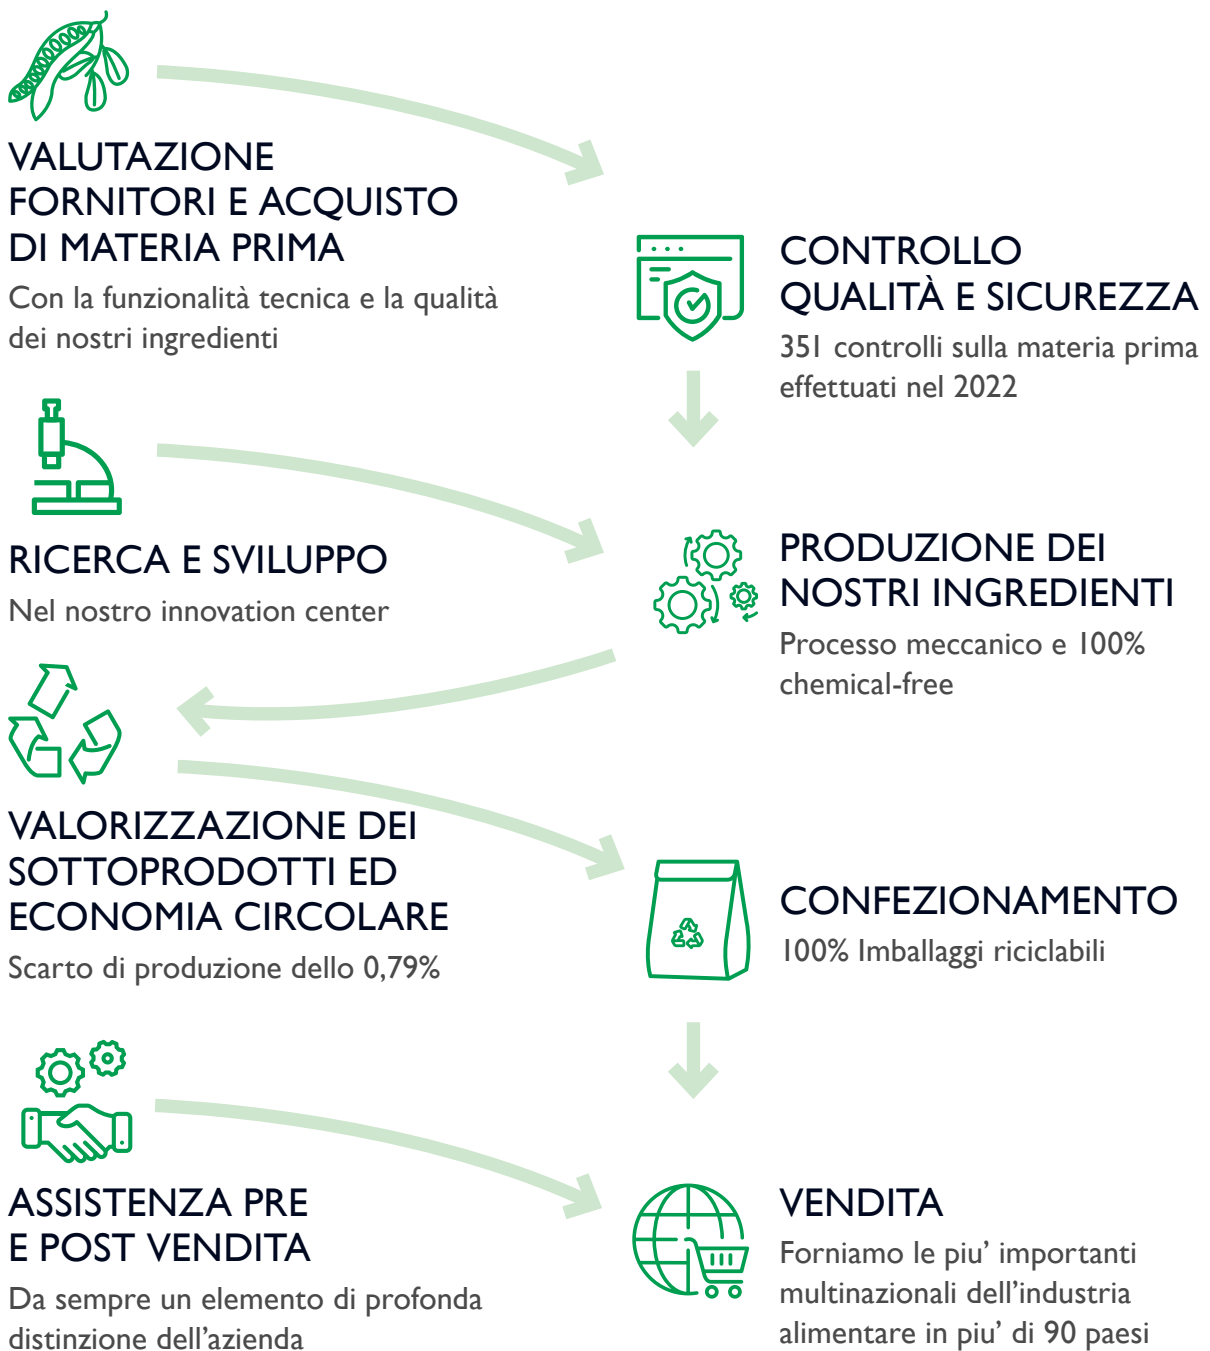 VALUTAZIONE
FORNITORI E ACQUISTO
DI MATERIA PRIMA
Con la funzionalità tecnica e la qualità
dei nostri ingredienti
CONTROLLO
QUALITÀ E SICUREZZA
351 controlli sulla materia prima
effettuati nel 2022
RICERCA E SVILUPPO
Nel nostro innovation center
PRODUZIONE DEI
NOSTRI INGREDIENTI
Processo meccanico e 100%
chemical-free
VALORIZZAZIONE DEI
SOTTOPRODOTTI ED
ECONOMIA CIRCOLARE
Scarto di produzione dello 0,79%
CONFEZIONAMENTO
100% Imballaggi riciclabili
ASSISTENZA PRE
E POST VENDITA
Da sempre un elemento di profonda
distinzione dell’azienda
VENDITA
Forniamo le piu’ importanti
multinazionali dell’industria
alimentare in piu’ di 90 paesi